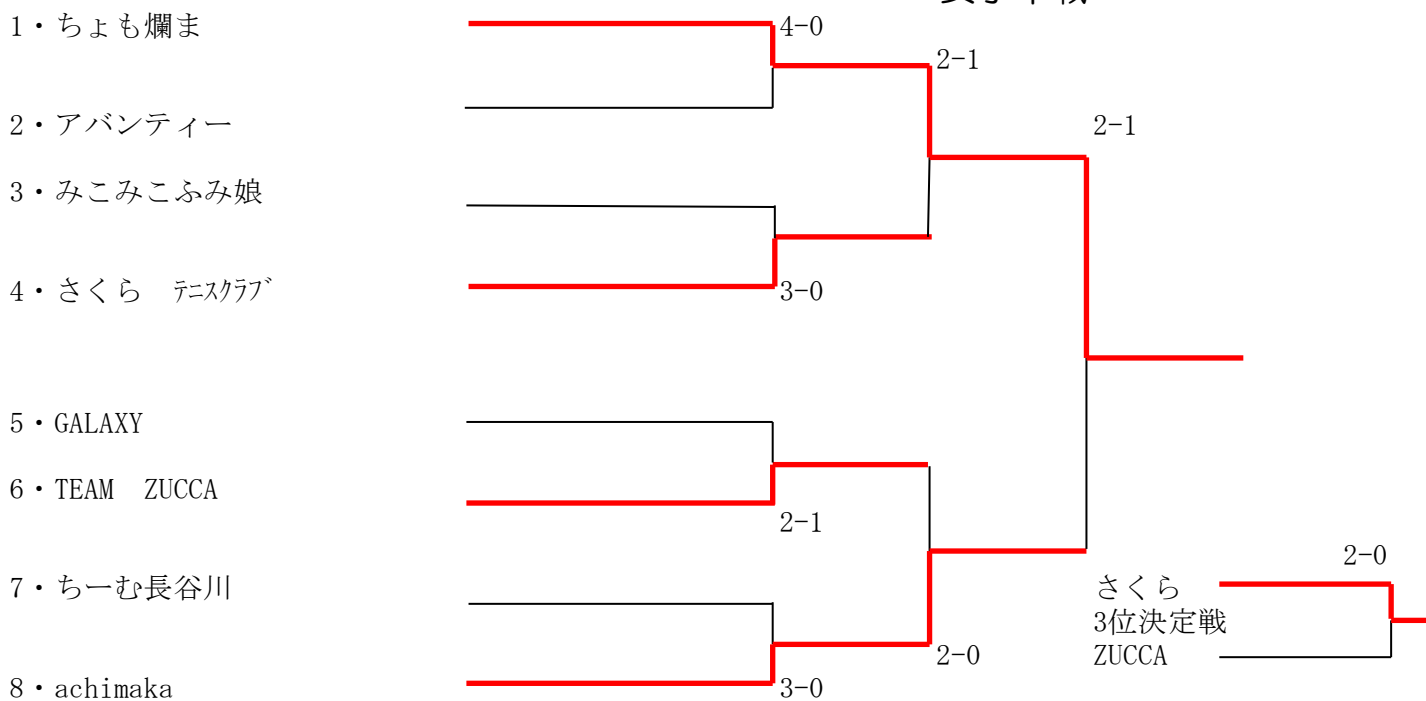 1・ちょも爛ま
4-0
2-1
2・アバンティー
2-1
3・みこみこふみ娘
4・さくら　ﾃﾆｽｸﾗﾌﾞ
3-0
5・GALAXY
6・TEAM　ZUCCA
2-1
7・ちーむ長谷川
2-0
さくら
3位決定戦
ZUCCA
2-0
8・achimaka
3-0